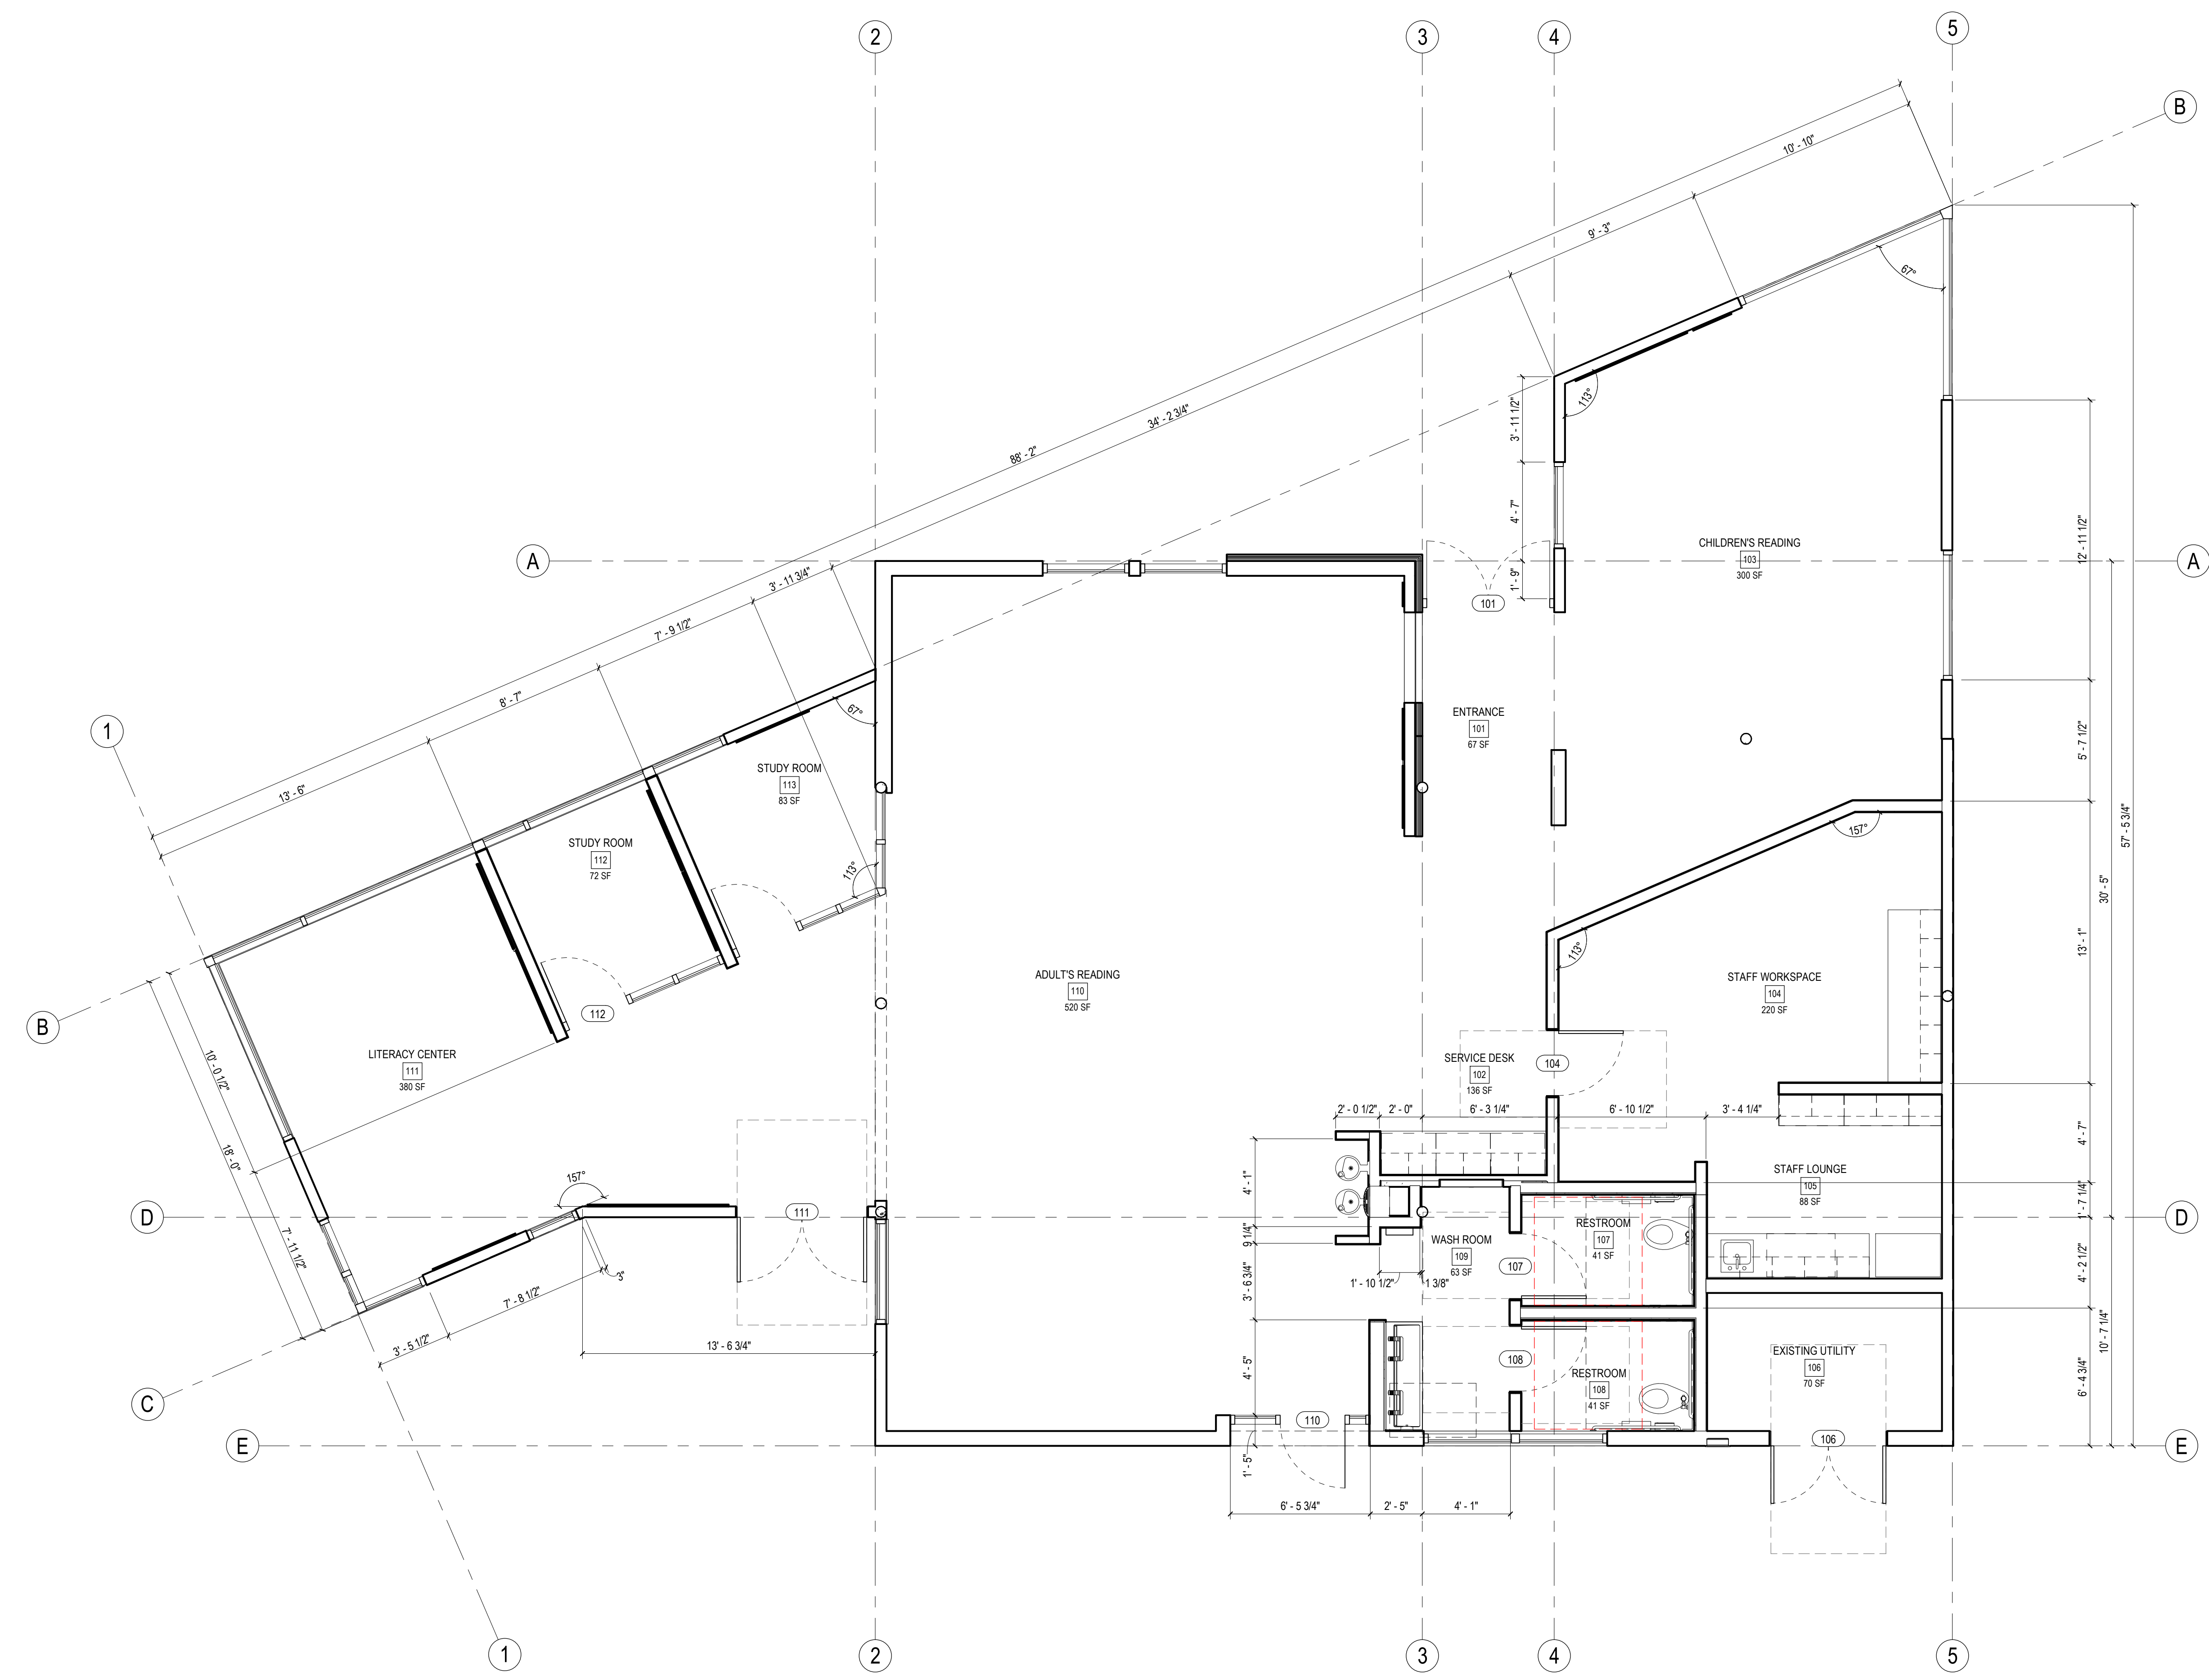 2
3
4
5
B
10' - 10"
9' - 3"
67°
34' - 2 3/4"
88' - 2"
113°
3' - 11 1/2"
4' - 7"
1' - 9"
A
A
101
CHILDREN'S READING
103
300 SF
12' - 11 1/2"
3' - 11 3/4"
7' - 9 1/2"
8' - 7"
13' - 6"
67°
1
ENTRANCE
101
67 SF
5' - 7 1/2"
STUDY ROOM
113
83 SF
STUDY ROOM
112
72 SF
113°
157°
57' - 5 3/4"
30' - 5"
13' - 1"
113°
ADULT'S READING
110
520 SF
STAFF WORKSPACE
104
220 SF
B
112
LITERACY CENTER
111
380 SF
10' - 0 1/2"
18' - 0"
7' - 11 1/2"
SERVICE DESK
102
136 SF
104
2' - 0 1/2"
2' - 0"
6' - 3 1/4"
6' - 10 1/2"
3' - 4 1/4"
4' - 7"
4' - 1"
STAFF LOUNGE
105
88 SF
1' - 7 1/4"
157°
D
111
D
9 1/4"
WASH ROOM
109
63 SF
RESTROOM
107
41 SF
107
4' - 2 1/2"
3' - 6 3/4"
1' - 10 1/2"
1 3/8"
3"
7' - 8 1/2"
3' - 5 1/2"
13' - 6 3/4"
10' - 7 1/4"
4' - 5"
108
RESTROOM
108
41 SF
EXISTING UTILITY
106
70 SF
6' - 4 3/4"
C
110
106
E
E
1' - 5"
6' - 5 3/4"
2' - 5"
4' - 1"
1
2
3
4
5